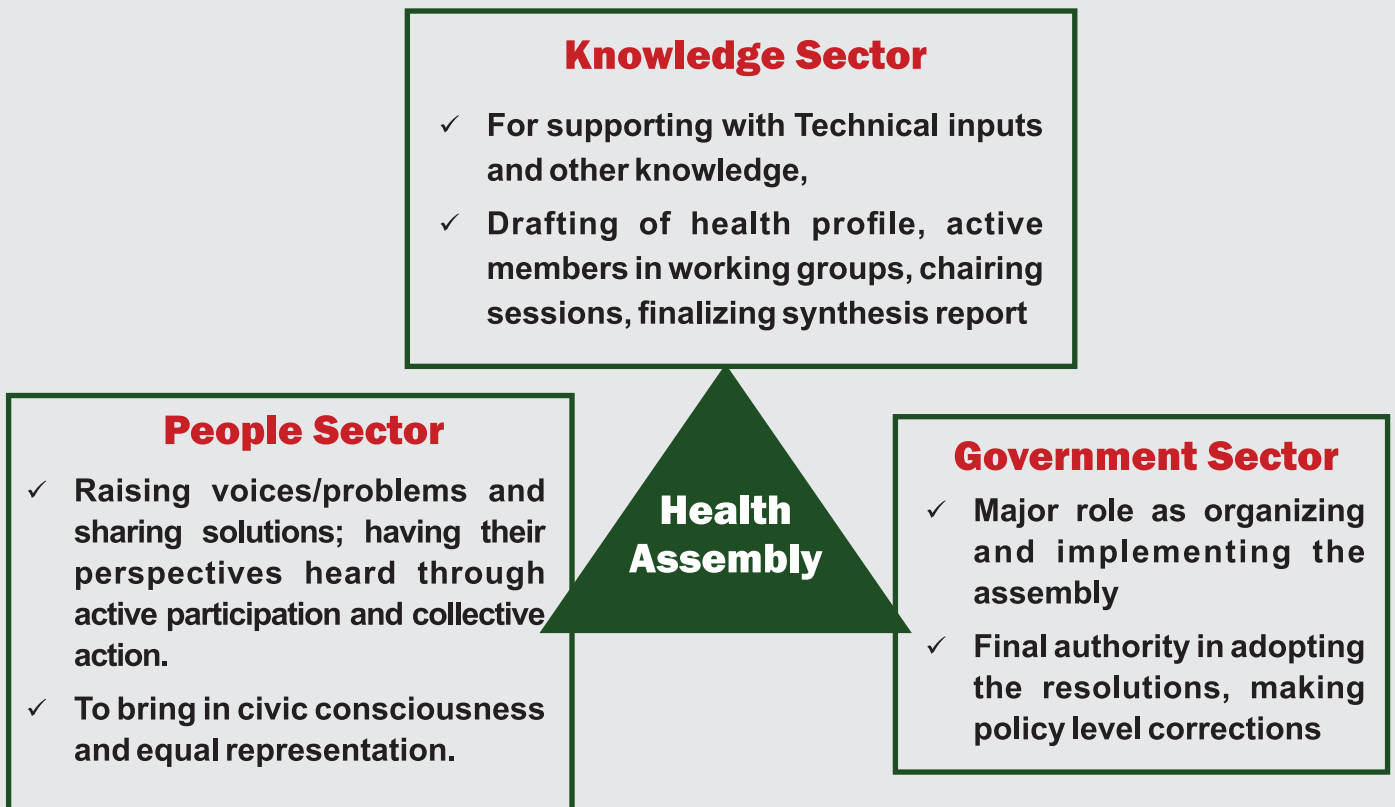 Knowledge Sector
✓ For supporting with Technical inputs
and other knowledge,
✓ Drafting of health profile, active
members in working groups, chairing
sessions, finalizing synthesis report
People Sector
✓ Raising voices/problems and
sharing solutions; having their
perspectives heard through
active participation and collective
action.
✓ To bring in civic consciousness
and equal representation.
Health
Assembly
Government Sector
✓ Major role as organizing
and implementing the
assembly
✓ Final authority in adopting
the resolutions, making
policy level corrections